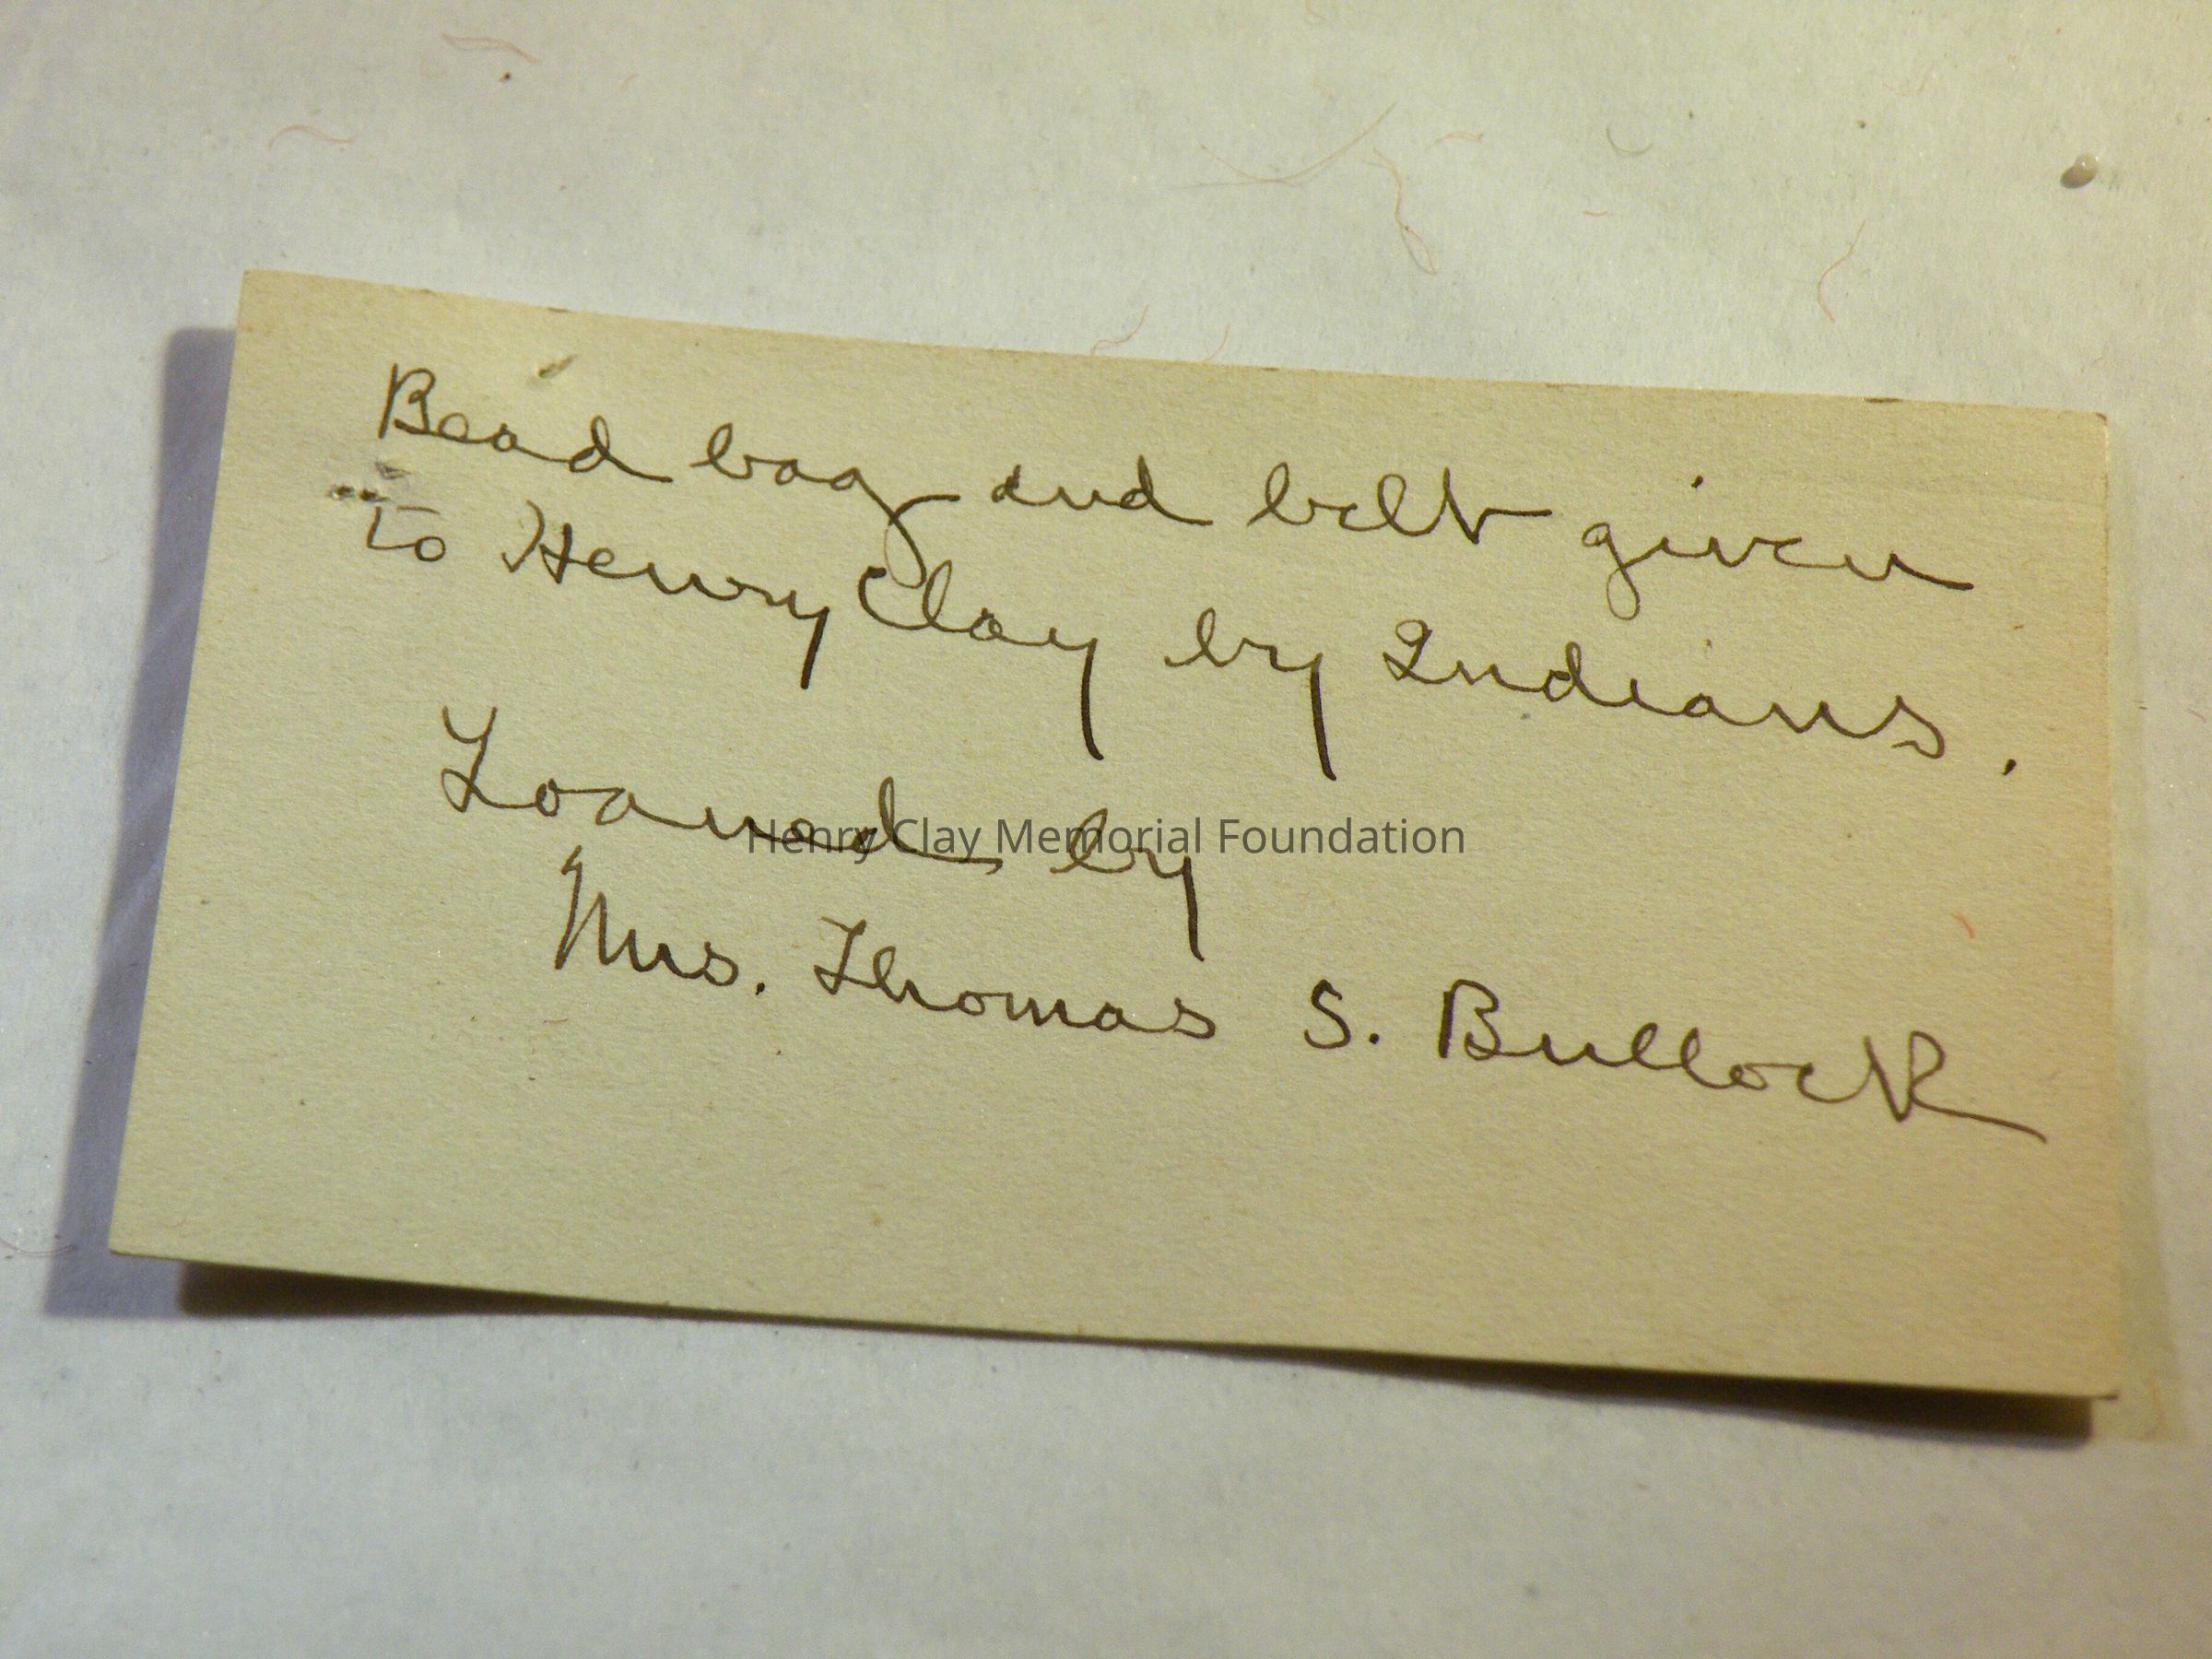 Bead bag and belt given
to Henry Clay by Indians.
Loaned by
Henry Clay Memorial Foundation
Mrs. Thomas S. Bullock